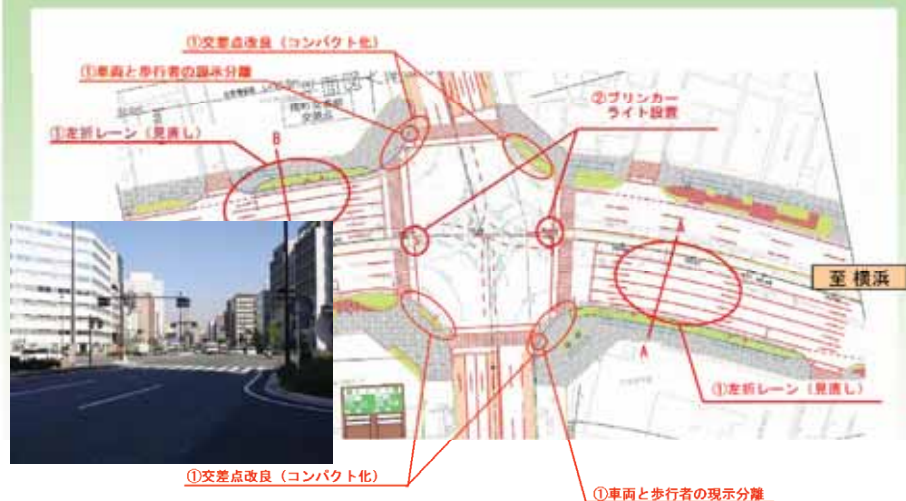 ①交差点改良（コンパクト化）
①車両と歩行者の現示分離
②ブリンカー
ライト設置
①左折レーン（見直し）
B
A
至 横浜
A
①左折レーン（見直し）
①交差点改良（コンパクト化）
①車両と歩行者の現示分離